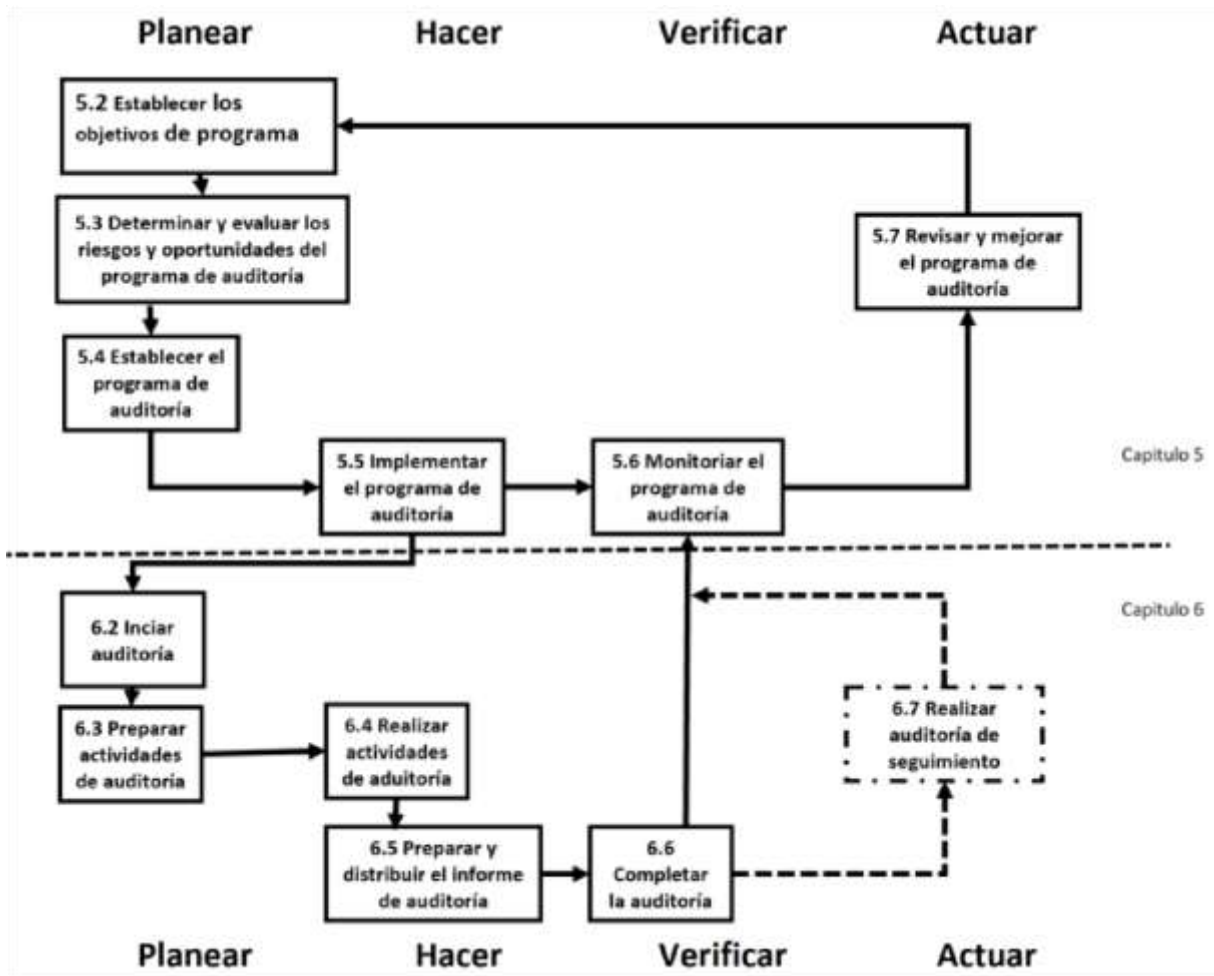 Planear Hacer Verificar Actuar
5.2 Establecer los
objetivos de programa
5.3 Determinar y evaluar los
riesgos y oportunidades del
programa de auditoría
5.7 Revisar y mejorar
el programa de
auditoría
5.4 Establecer el
programa de
auditoría
5.5 Implementar
el programa de
auditoría
5.6 Monitoriar el
programa de
auditoría
Capitulo 5
6.2 Inciar
auditoría
Capitulo 6
6.3 Preparar
actividades
de auditoría
6.4 Realizar
actividades
de aduitoría
6.7 Realizar
auditoría de
seguimiento
6.5 Preparar y
distribuir el informe
de auditoría
6.6
Completar
la auditoría
Planear Hacer Verificar Actuar